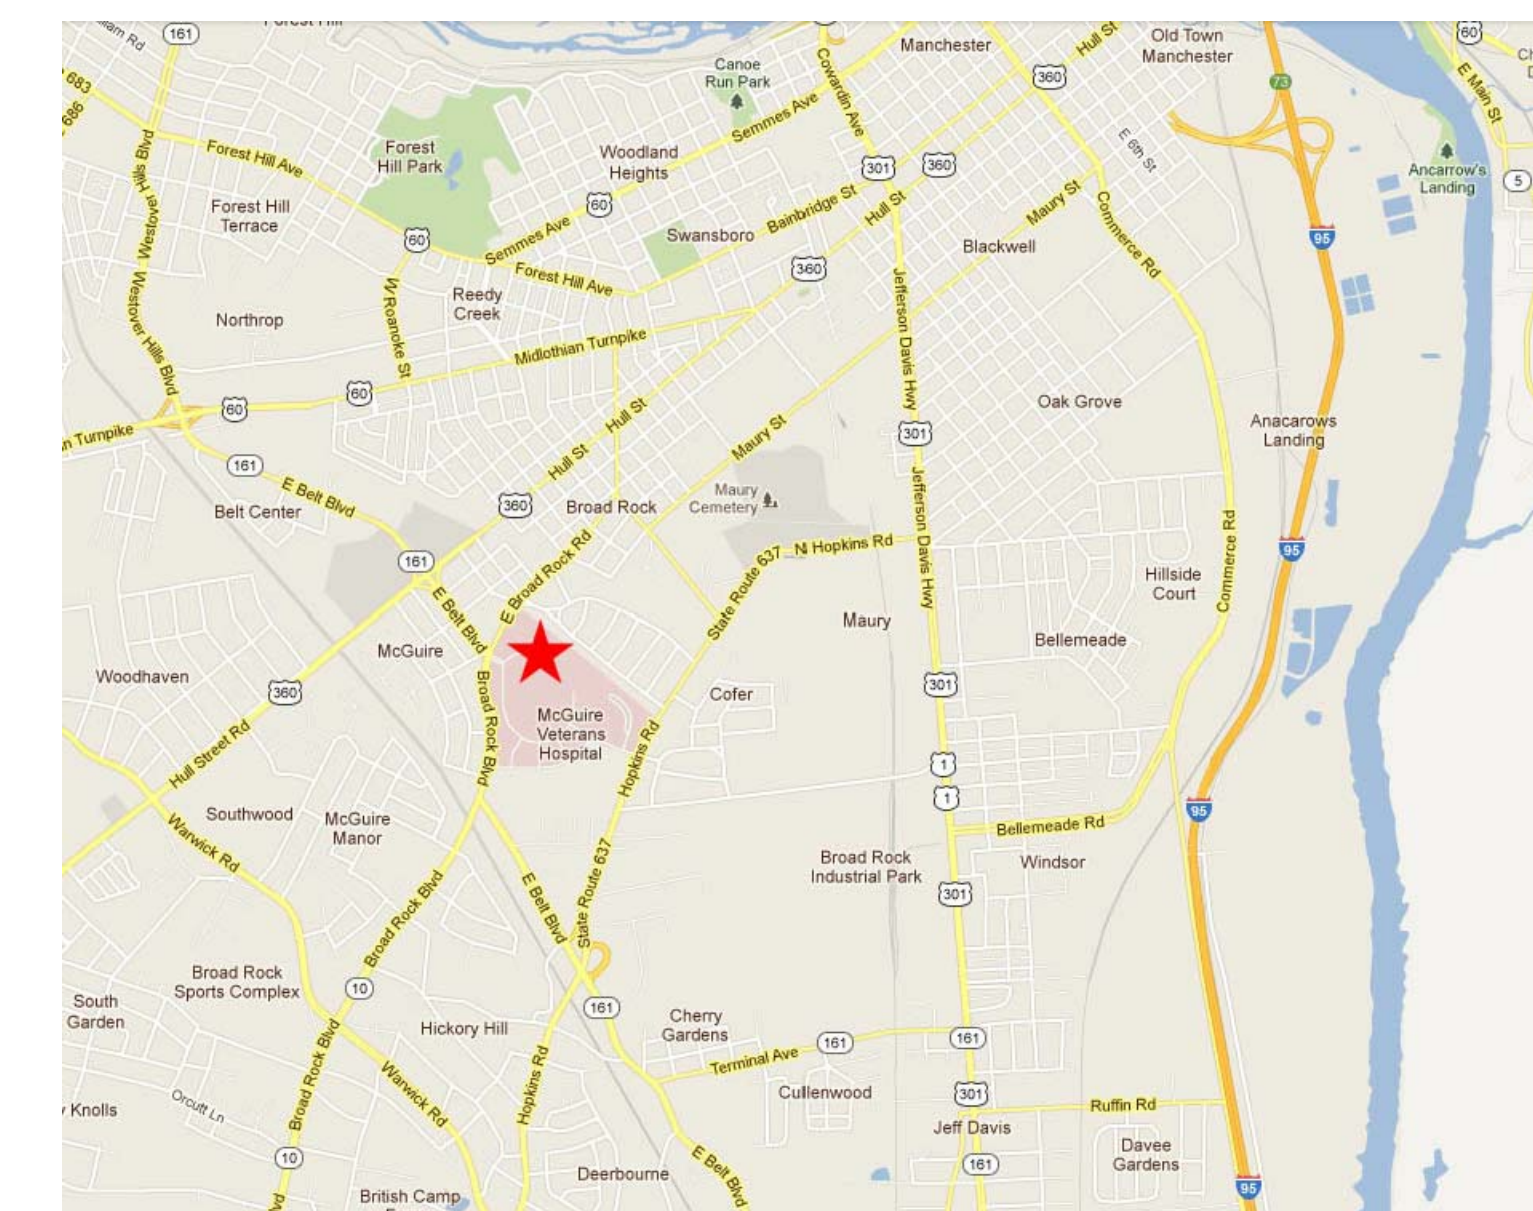 Forest Hill
161
Manchester
Hull St
Old Town
Manchester
60
683
686
Canoe
Run Park
Cowardin Ave
360
73
E Main St
Westover Hills Blvd
Forest Hill Ave
Forest
Hill Park
Semmes Ave
Woodland
Heights
301
360
E 6th St
Ancarrow's
Landing
5
Westover Hills Blvd
Forest Hill
Terrace
60
60
Semmes Ave
Swansboro
Bainbridge St
Hull St
Maury St
Blackwell
Commerce Rd
95
Forest Hill Ave
360
Westover Hills Blvd
Northrop
W Roanoke St
Reedy
Creek
Jefferson Davis Hwy
Midlothian Turnpike
60
60
Turnpike
Hull St
Hull St
Maury St
Oak Grove
301
Anacarows
Landing
161
E Belt Blvd
Belt Center
360
Broad Rock
Maury
Cemetery
Jefferson Davis Hwy
Commerce Rd
161
E Broad Rock Rd
State Route 637
N Hopkins Rd
95
E Belt Blvd
Hillside
Court
McGuire
Maury
Bellemeade
Woodhaven
360
Broad Rock Blvd
McGuire
Veterans
Hospital
Cofer
301
Hull Street Rd
Hopkins Rd
1
1
95
Southwood
McGuire
Manor
Warwick Rd
Bellemeade Rd
Broad Rock
Industrial Park
Windsor
301
E Belt Blvd
State Route 637
Broad Rock Blvd
Broad Rock
Sports Complex
10
South
Garden
161
Hickory Hill
Cherry
Gardens
161
161
Terminal Ave
Broad Rock Blvd
Warwick Rd
Hopkins Rd
Cullenwood
301
Knolls
Orcutt Ln
Ruffin Rd
Jeff Davis
10
Deerbourne
E Belt Blvd
161
Davee
Gardens
95
British Camp